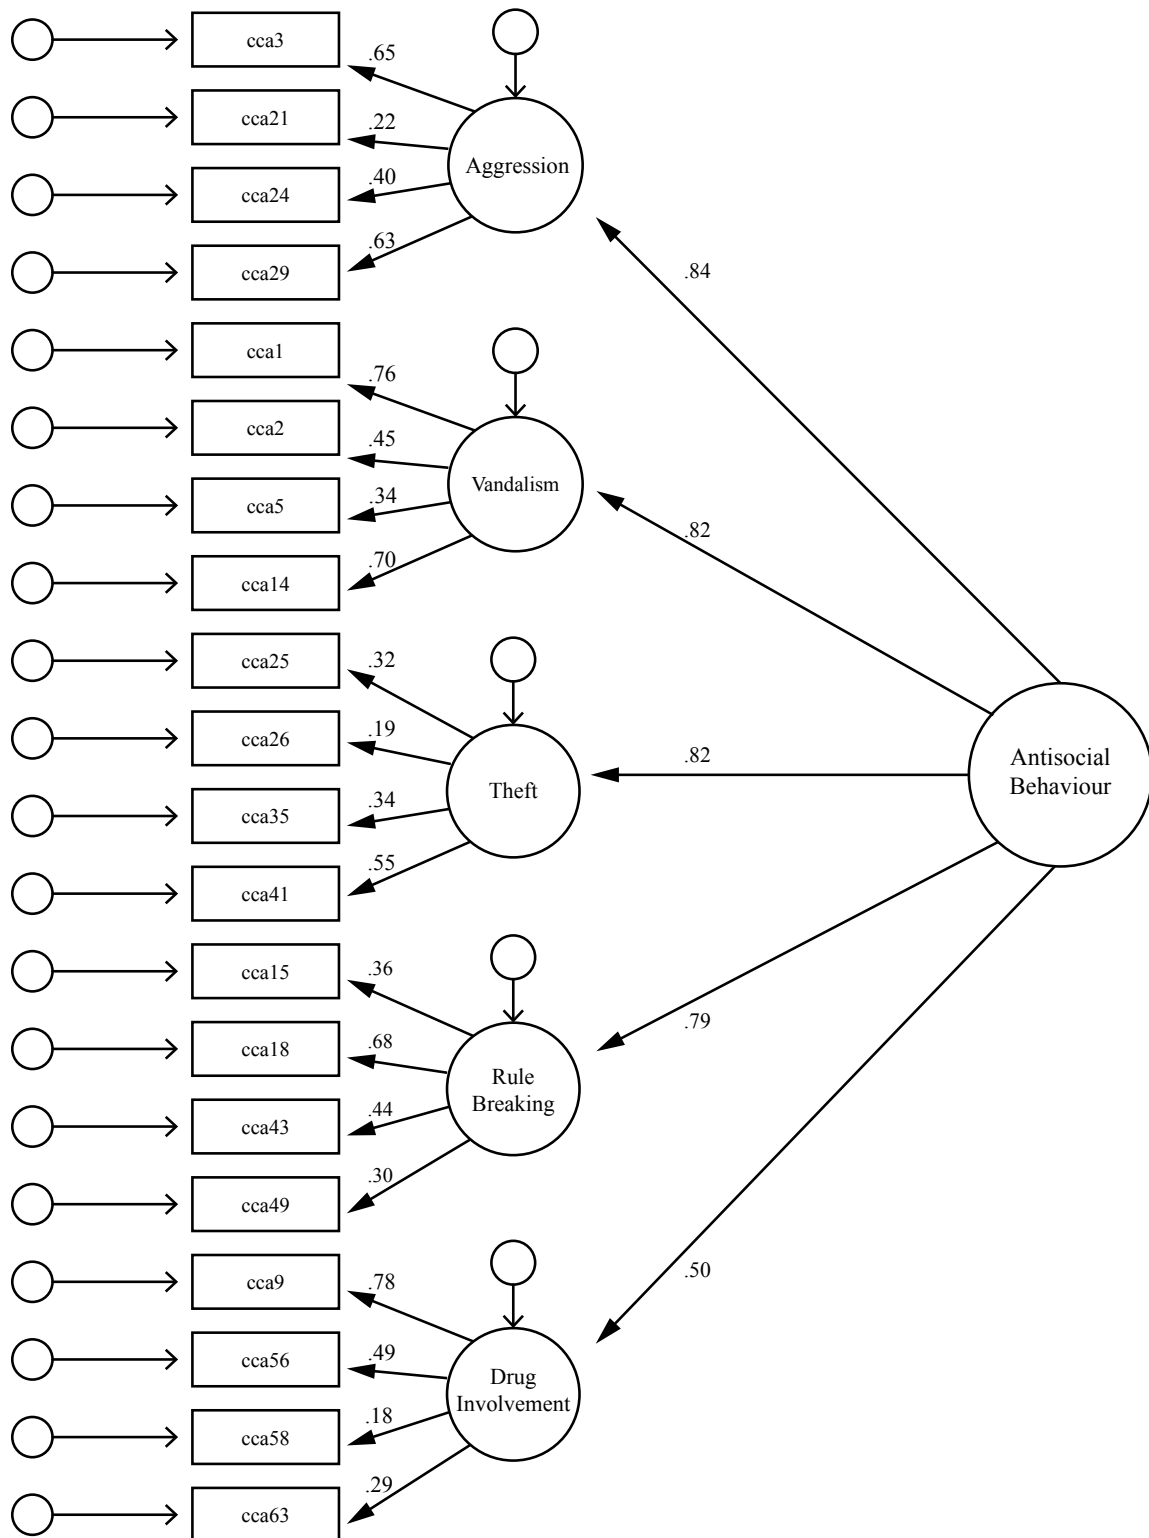 cca3
.65
cca21
.22
Aggression
cca24
.40
cca29
.63
.84
cca1
.76
cca2
.45
Vandalism
cca5
.34
cca14
.70
.82
cca25
.32
cca26
.19
Theft
cca35
.34
cca41
.55
.82
Antisocial
Behaviour
cca15
.36
cca18
.68
Rule
Breaking
cca43
.44
cca49
.30
.79
cca9
.78
cca56
.49
Drug
Involvement
cca58
.18
cca63
.29
.50